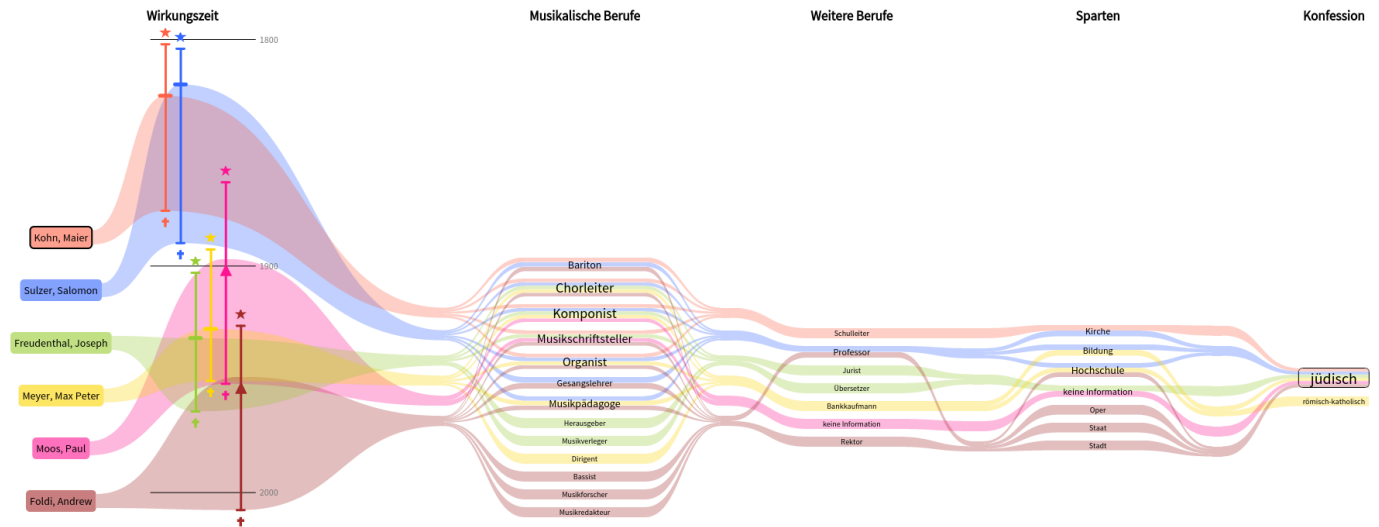 Wirkungszeit
Musikalische Berufe
Weitere Berufe
Sparten
Konfession
1800
1900
2000
Kohn, Maier
Sulzer, Salomon
Freudenthal, Joseph
Meyer, Max Peter
Moos, Paul
Foldi, Andrew
Bariton
Chorleiter
Komponist
Musikschriftsteller
Organist
Gesangslehrer
Musikpädagoge
Herausgeber
Musikverleger
Dirigent
Bassist
Musikforscher
Musikredakteur
Schulleiter
Professor
Jurist
Übersetzer
Bankkaufmann
keine Information
Rektor
Kirche
Bildung
Hochschule
keine Information
Oper
Staat
Stadt
jüdisch
römisch-katholisch